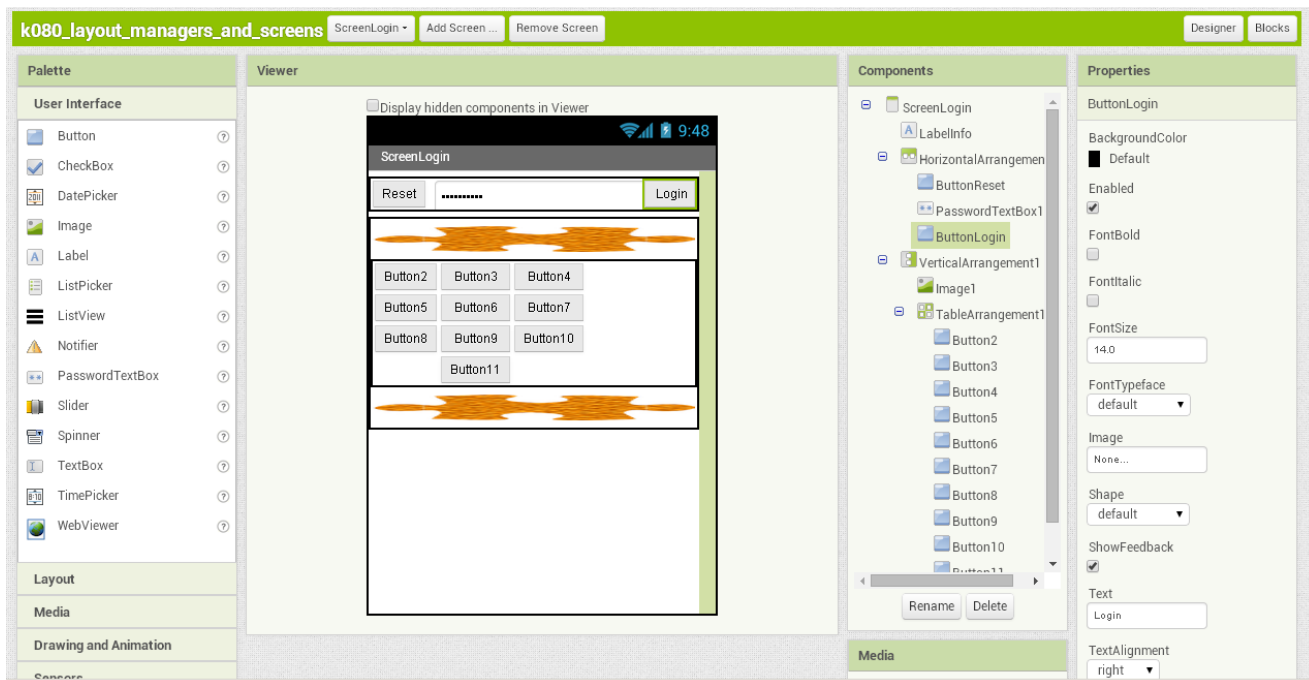 k080_layout_managers_and_screens ScreenLogin Add Screen ... Remove Screen Designer Blocks
Palette
User Interface
Button
CheckBox
DatePicker
Image
Label
ListPicker
ListView
Notifier
PasswordTextBox
Slider
Spinner
TextBox
TimePicker
WebViewer
Layout
Media
Drawing and Animation
Sensors
Viewer
Display hidden components in Viewer
9:48
ScreenLogin
Reset •••••••••• Login
Button2 Button3 Button4
Button5 Button6 Button7
Button8 Button9 Button10
Button11
Components
ScreenLogin
LabelInfo
HorizontalArrangemen
ButtonReset
PasswordTextBox1
ButtonLogin
VerticalArrangement1
Image1
TableArrangement1
Button2
Button3
Button4
Button5
Button6
Button7
Button8
Button9
Button10
Button11
Rename Delete
Media
Properties
ButtonLogin
BackgroundColor
Default
Enabled
FontBold
FontItalic
FontSize
14.0
FontTypeface
default
Image
None...
Shape
default
ShowFeedback
Text
Login
TextAlignment
right